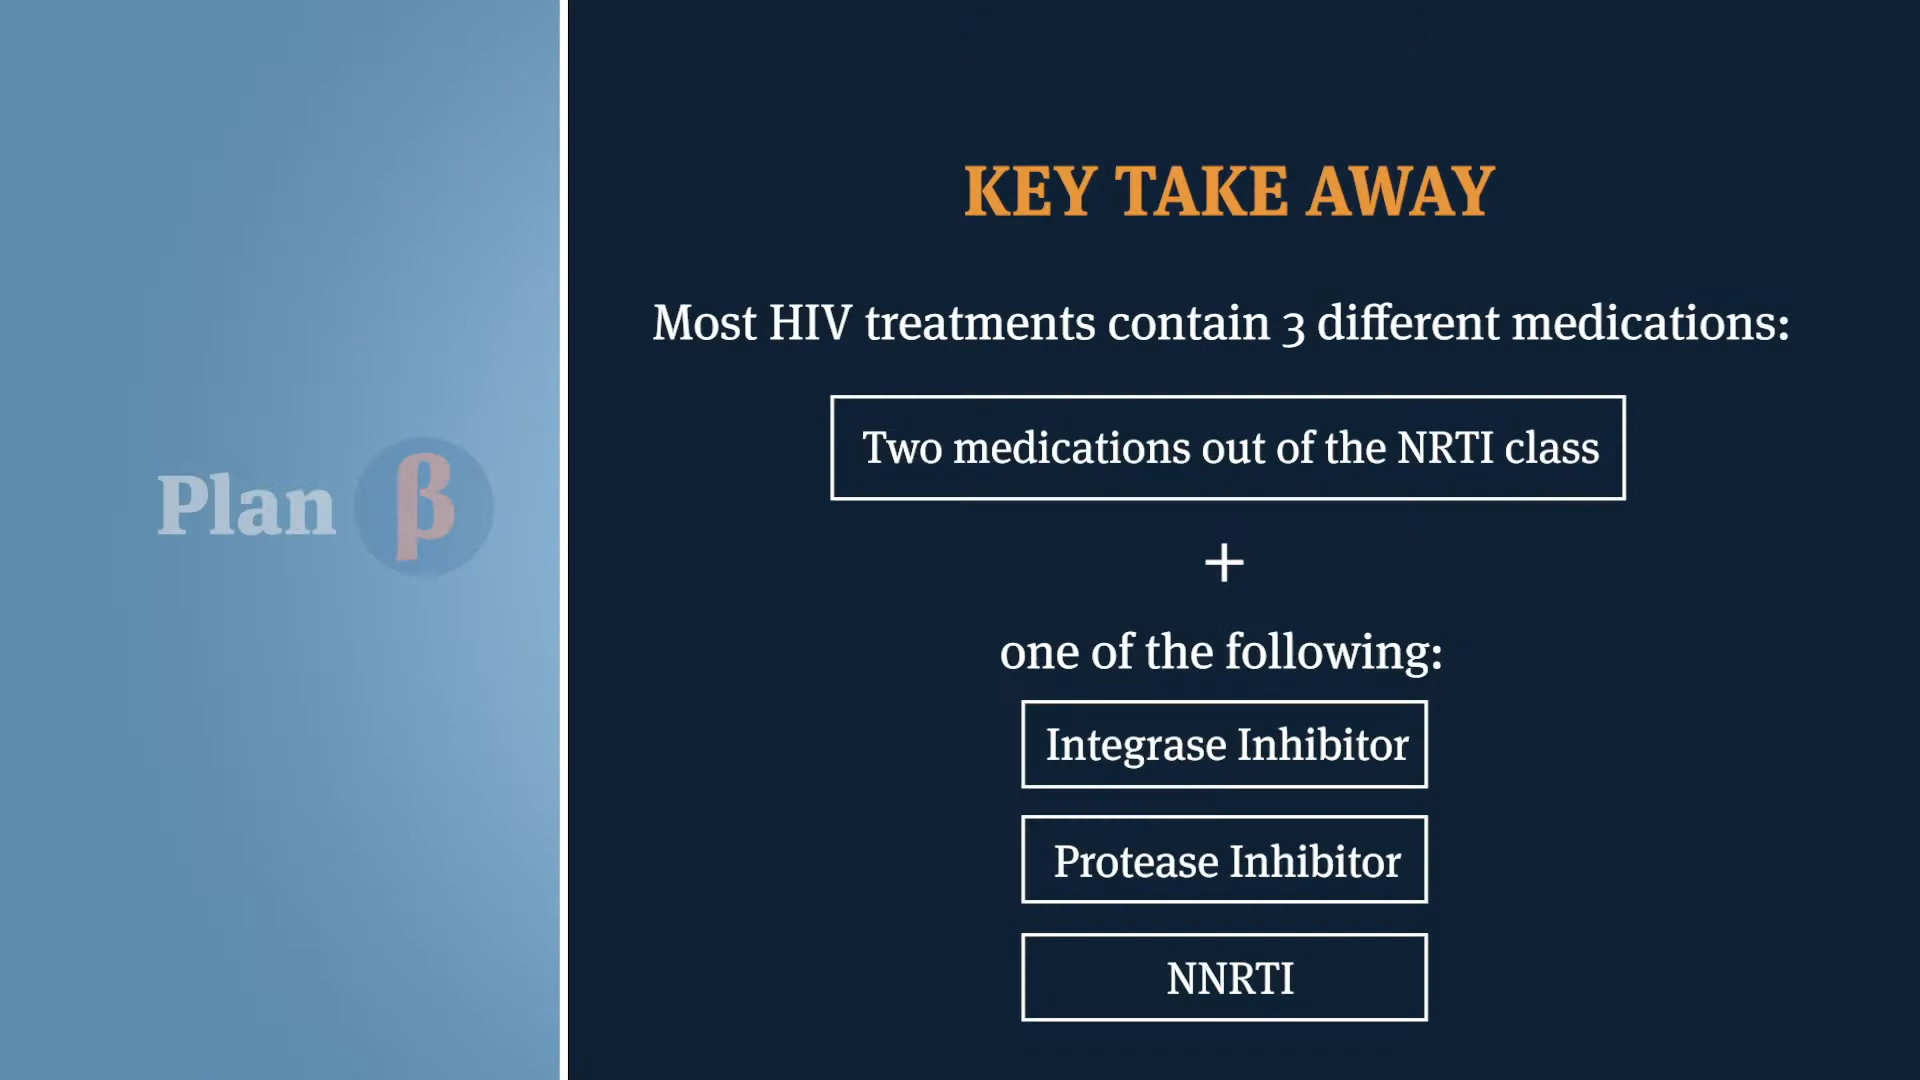 Plan β
KEY TAKE AWAY
Most HIV treatments contain 3 different medications:
Two medications out of the NRTI class
+
one of the following:
Integrase Inhibitor
Protease Inhibitor
NNRTI